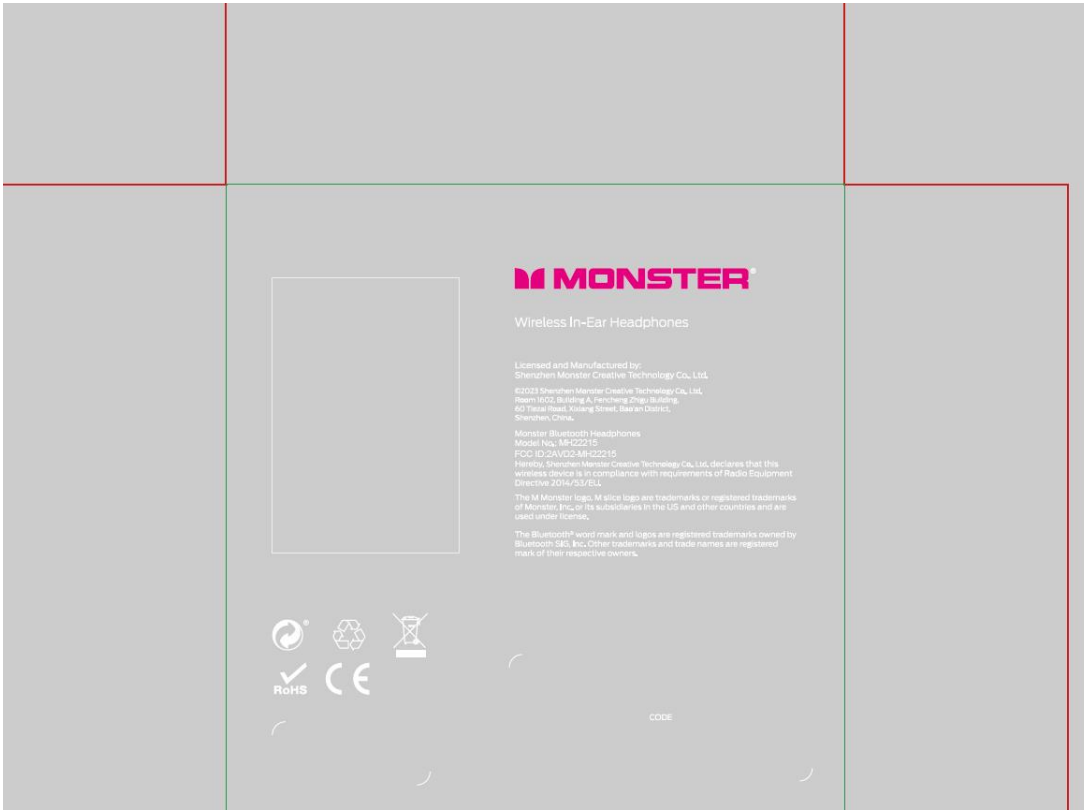 MONSTER®
Wireless In-Ear Headphones
Licensed and Manufactured by:
Shenzhen Monster Creative Technology Co., Ltd.
©2023 Shenzhen Monster Creative Technology Co., Ltd,
Room 1602, Building A, Fencheng Zhigu Building,
60 Tiezai Road, Xixiang Street, Bao'an District,
Shenzhen, China.
Monster Bluetooth Headphones
Model No.: MH22215
FCC ID:2AVD2-MH22215
Hereby, Shenzhen Monster Creative Technology Co., Ltd. declares that this
wireless device is in compliance with requirements of Radio Equipment
Directive 2014/53/EU.
The M Monster logo, M slice logo are trademarks or registered trademarks
of Monster, Inc. or its subsidiaries in the US and other countries and are
used under license.
The Bluetooth® word mark and logos are registered trademarks owned by
Bluetooth SIG, Inc. Other trademarks and trade names are registered
mark of their respective owners.
®
RoHS CE
CODE